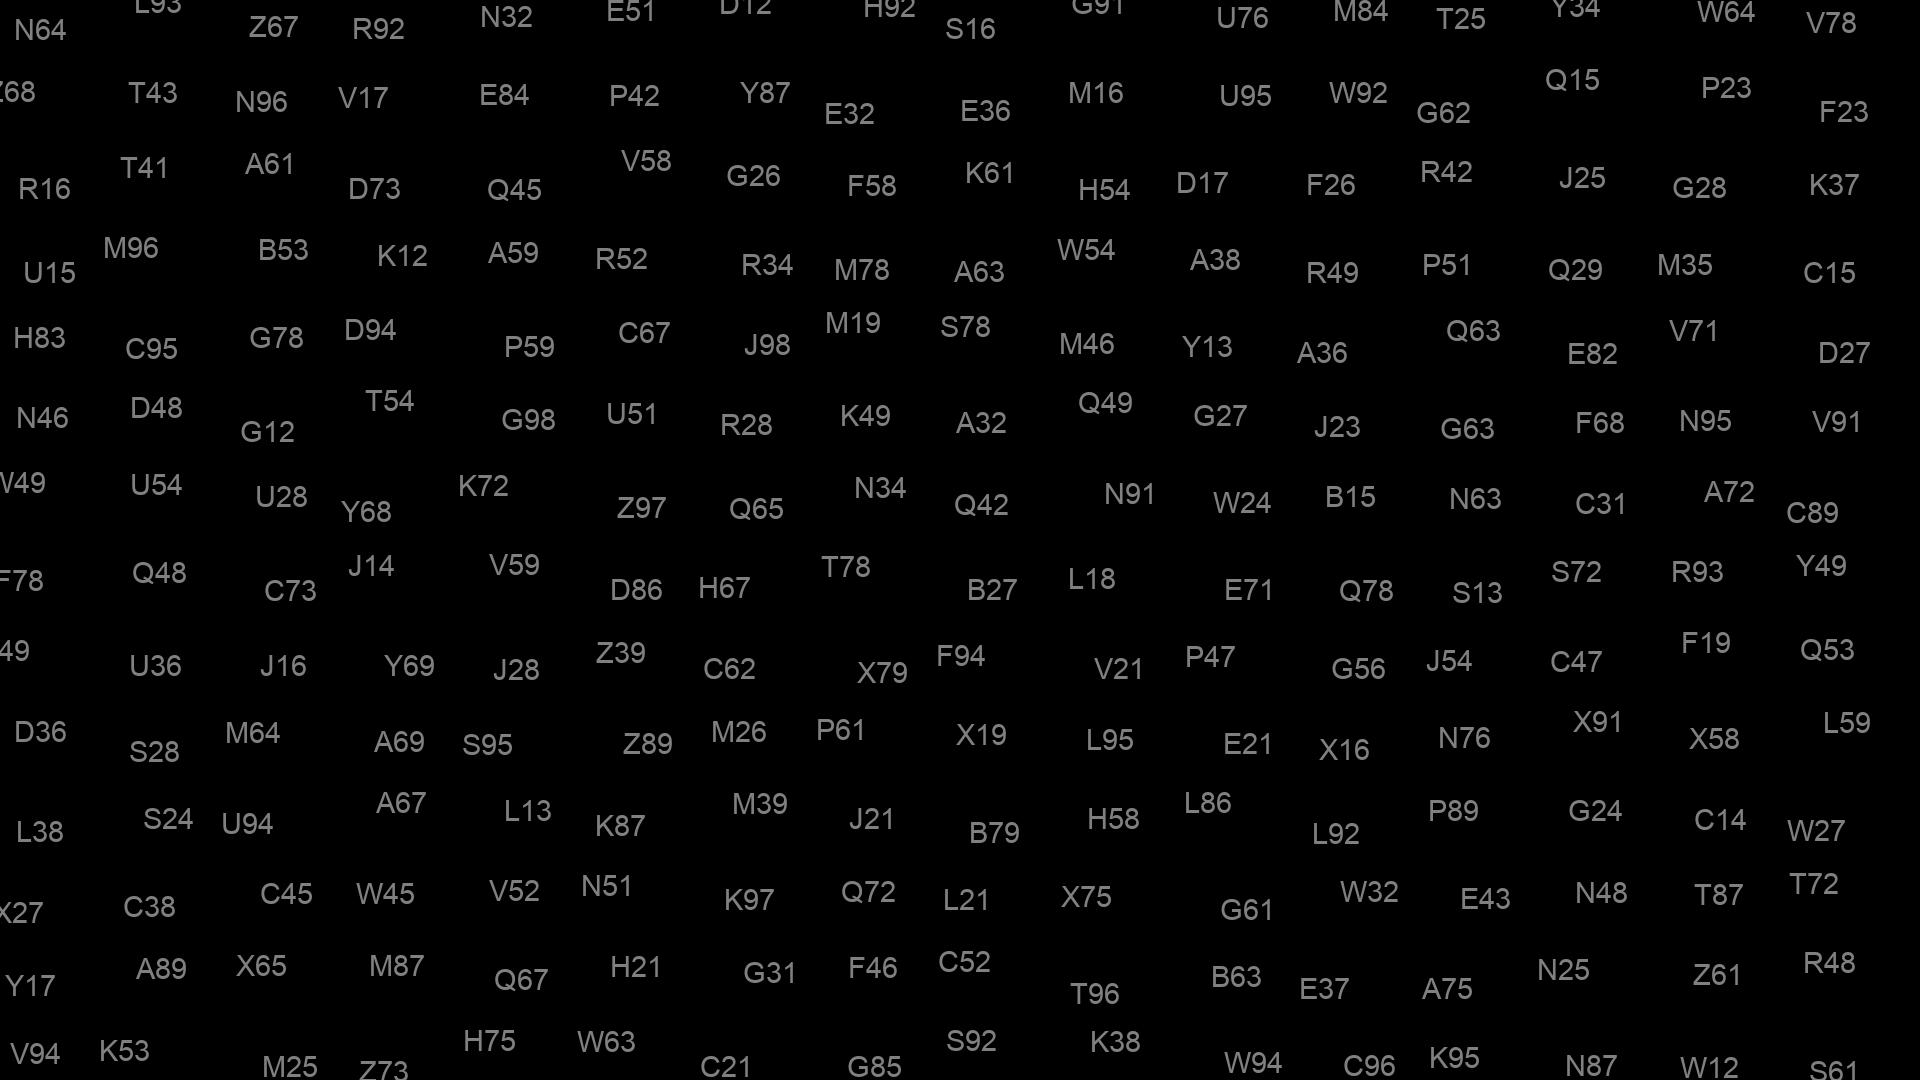 N64 L93 Z67 R92 N32 E51 D12 H92 S16 G91 U76 M84 T25 Y34 W64 V78
Z68 T43 N96 V17 E84 P42 Y87 E32 E36 M16 U95 W92 G62 Q15 P23 F23
R16 T41 A61 D73 Q45 V58 G26 F58 K61 H54 D17 F26 R42 J25 G28 K37
U15 M96 B53 K12 A59 R52 R34 M78 A63 W54 A38 R49 P51 Q29 M35 C15
H83 C95 G78 D94 P59 C67 J98 M19 S78 M46 Y13 A36 Q63 E82 V71 D27
N46 D48 G12 T54 G98 U51 R28 K49 A32 Q49 G27 J23 G63 F68 N95 V91
W49 U54 U28 Y68 K72 Z97 Q65 N34 Q42 N91 W24 B15 N63 C31 A72 C89
F78 Q48 C73 J14 V59 D86 H67 T78 B27 L18 E71 Q78 S13 S72 R93 Y49
49 U36 J16 Y69 J28 Z39 C62 X79 F94 V21 P47 G56 J54 C47 F19 Q53
D36 S28 M64 A69 S95 Z89 M26 P61 X19 L95 E21 X16 N76 X91 X58 L59
L38 S24 U94 A67 L13 K87 M39 J21 B79 H58 L86 L92 P89 G24 C14 W27
X27 C38 C45 W45 V52 N51 K97 Q72 L21 X75 G61 W32 E43 N48 T87 T72
Y17 A89 X65 M87 Q67 H21 G31 F46 C52 T96 B63 E37 A75 N25 Z61 R48
V94 K53 M25 Z73 H75 W63 C21 G85 S92 K38 W94 C96 K95 N87 W12 S61